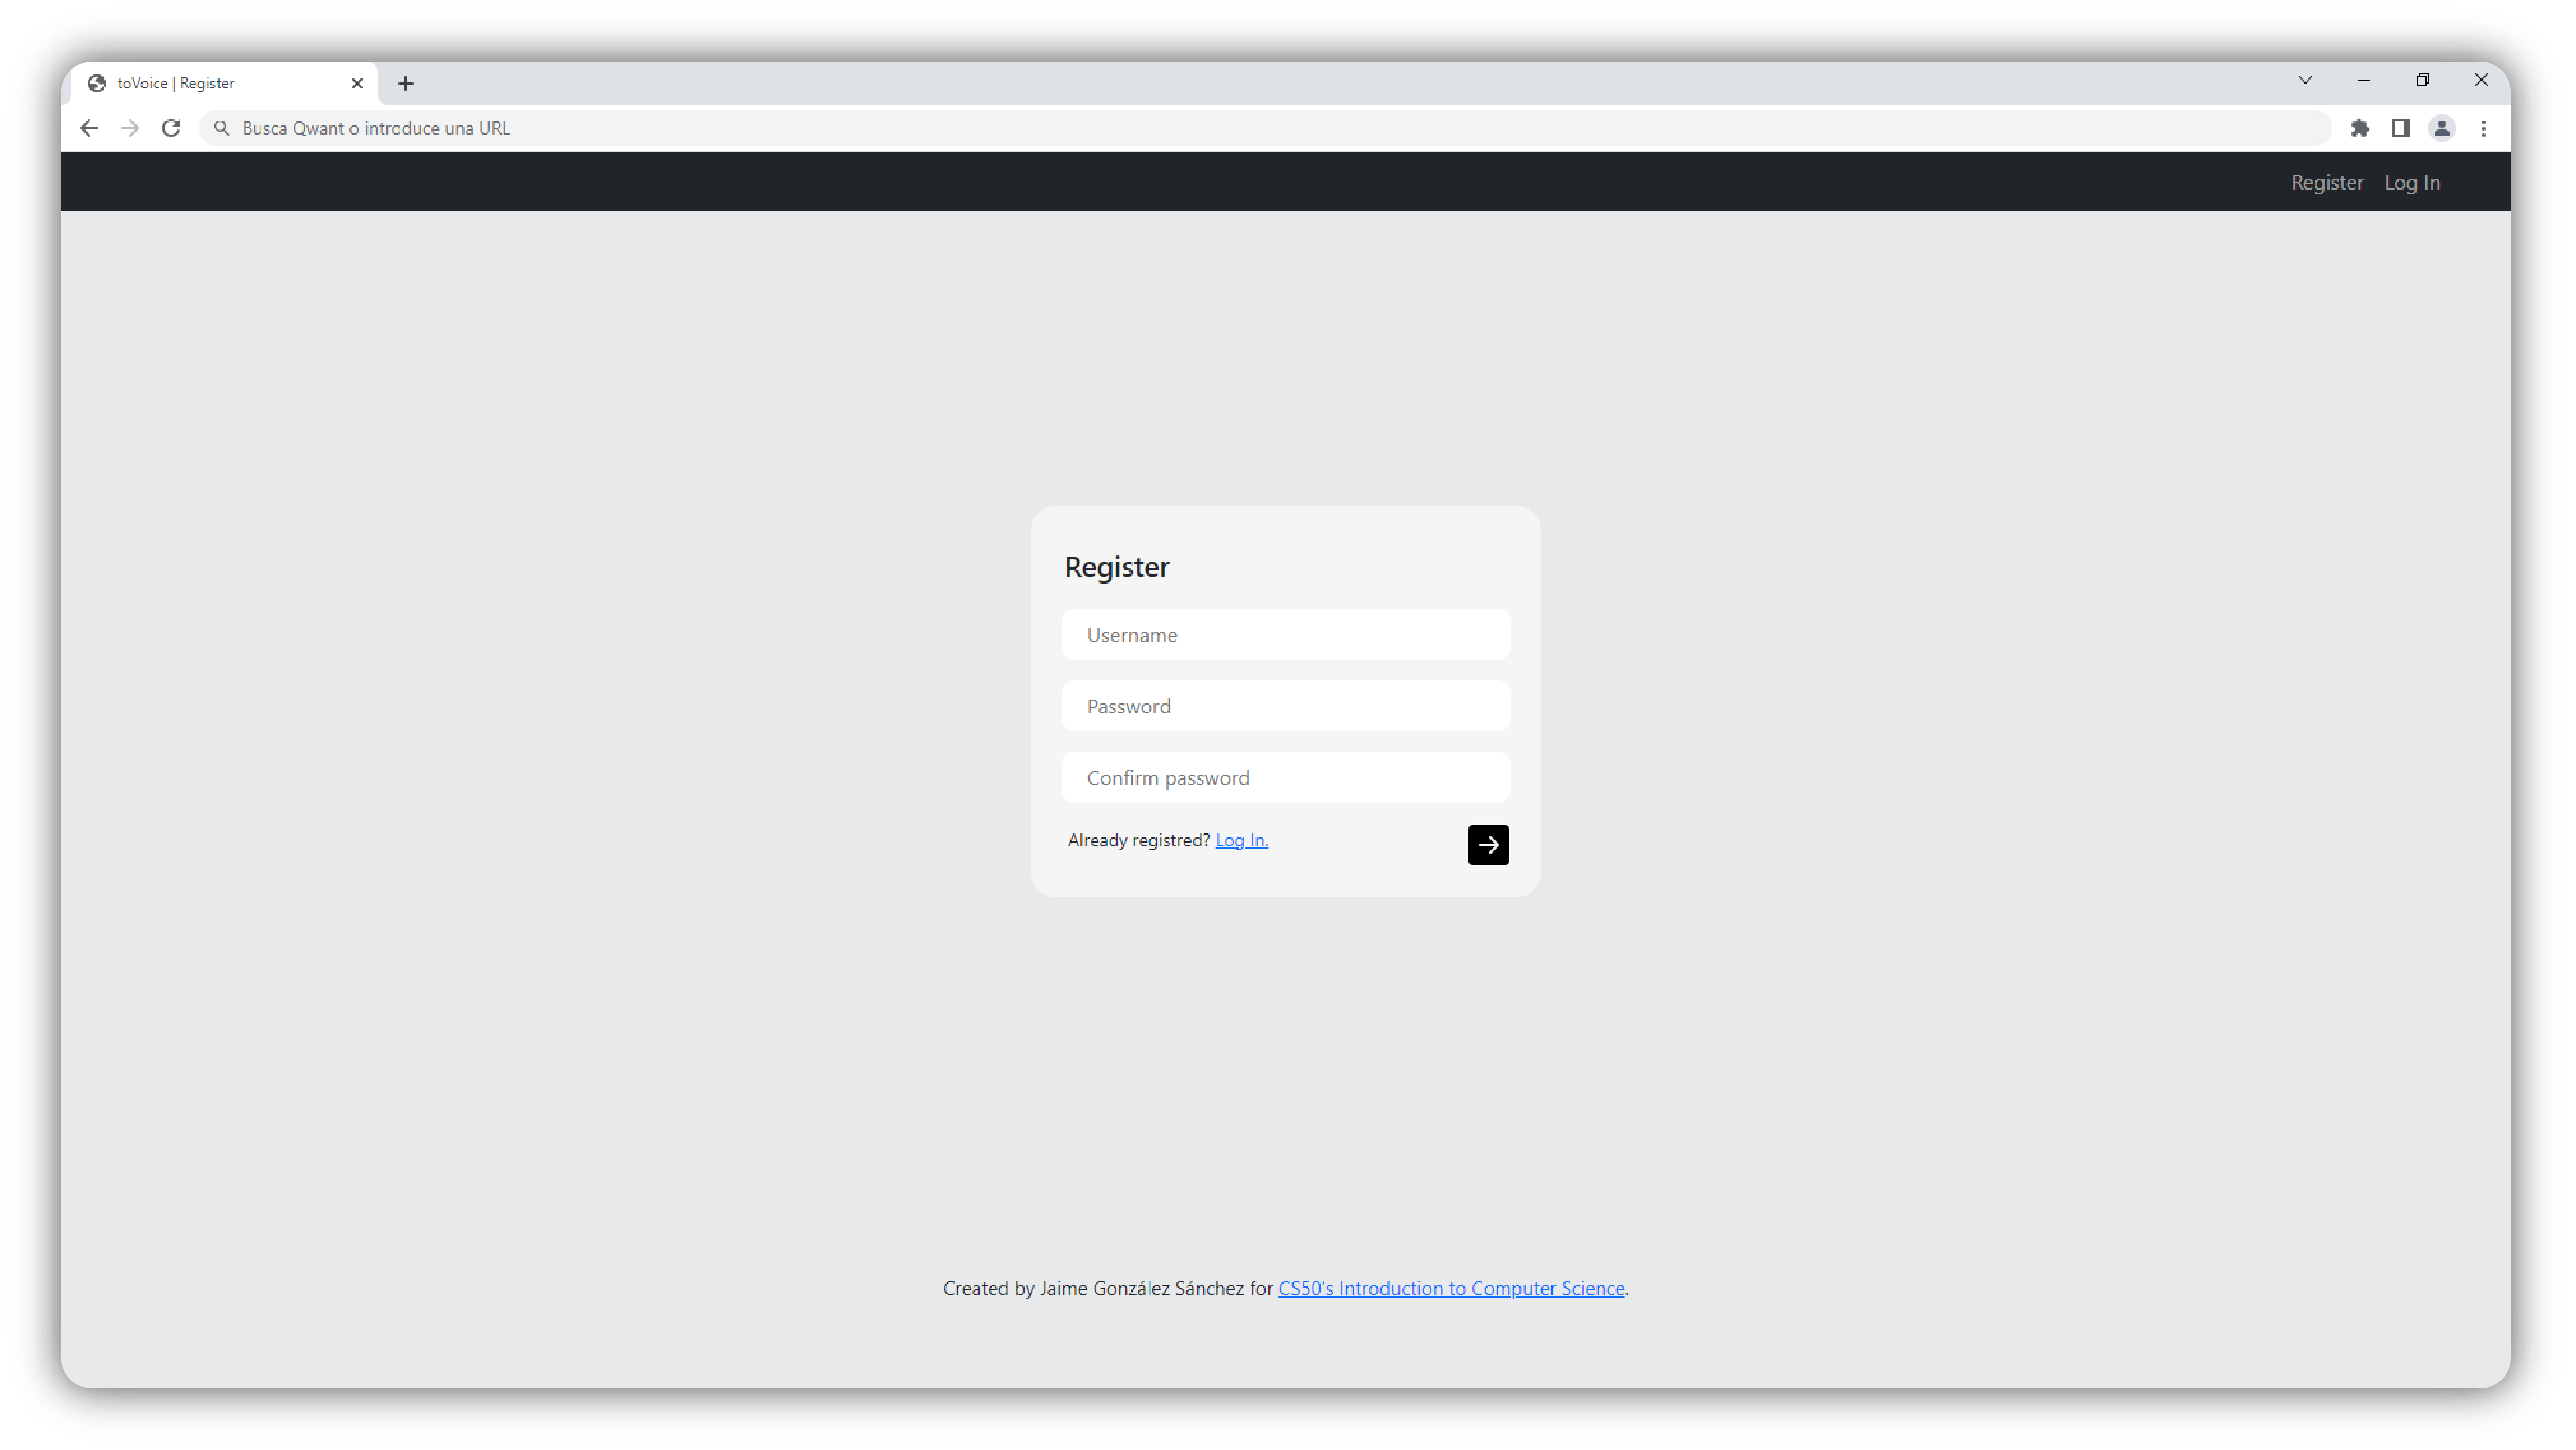 toVoice | Register
Busca Qwant o introduce una URL
Register Log In
Register
Username
Password
Confirm password
Already registred? Log In.
Created by Jaime González Sánchez for CS50's Introduction to Computer Science.